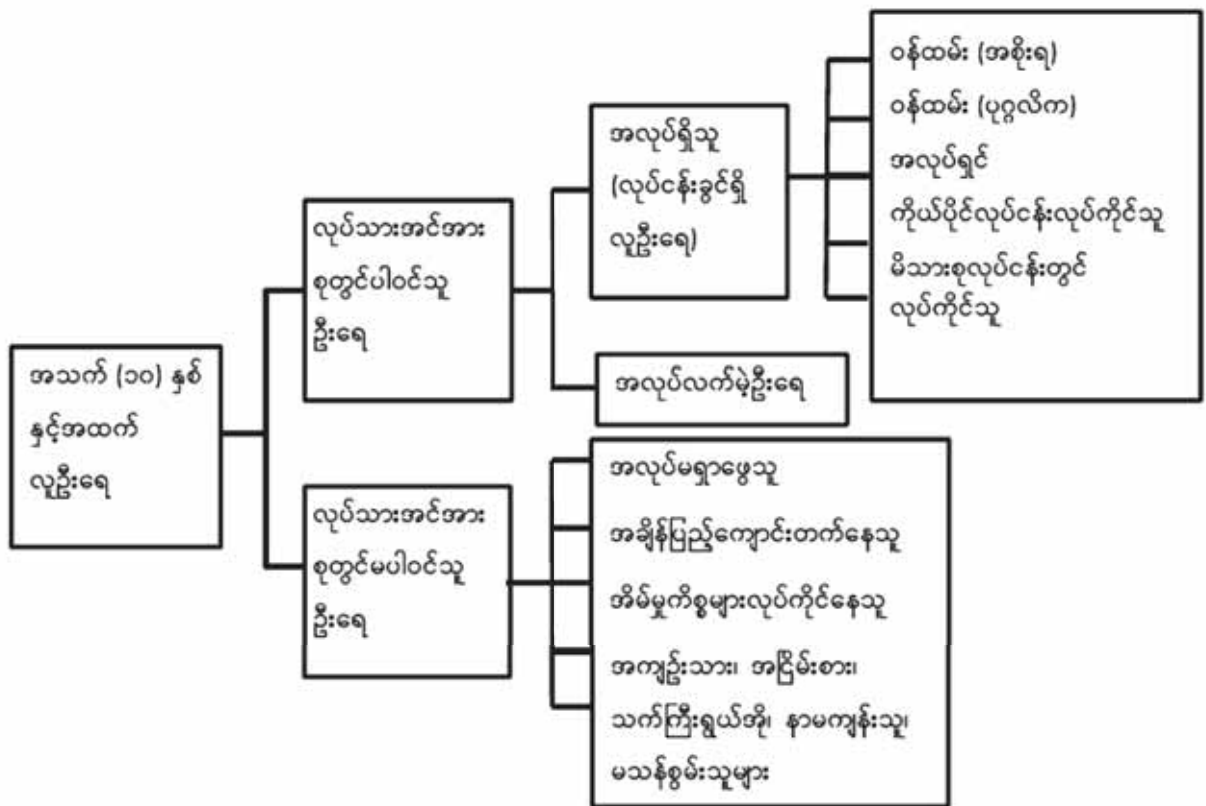 အသက် (၁၀) နှစ်
နှင့်အထက်
လူဦးရေ
လုပ်သားအင်အား
စုတွင်ပါဝင်သူ
ဦးရေ
အလုပ်ရှိသူ
(လုပ်ငန်းခွင်ရှိ
လူဦးရေ)
ဝန်ထမ်း (အစိုးရ)
ဝန်ထမ်း (ပုဂ္ဂလိက)
အလုပ်ရှင်
ကိုယ်ပိုင်လုပ်ငန်းလုပ်ကိုင်သူ
မိသားစုလုပ်ငန်းတွင်
လုပ်ကိုင်သူ
အလုပ်လက်မဲ့ဦးရေ
လုပ်သားအင်အား
စုတွင်မပါဝင်သူ
ဦးရေ
အလုပ်မရှာဖွေသူ
အချိန်ပြည့်ကျောင်းတက်နေသူ
အိမ်မှုကိစ္စများလုပ်ကိုင်နေသူ
အကျဉ်းသား၊ အငြိမ်းစား၊
သက်ကြီးရွယ်အို၊ နာမကျန်းသူ၊
မသန်စွမ်းသူများ